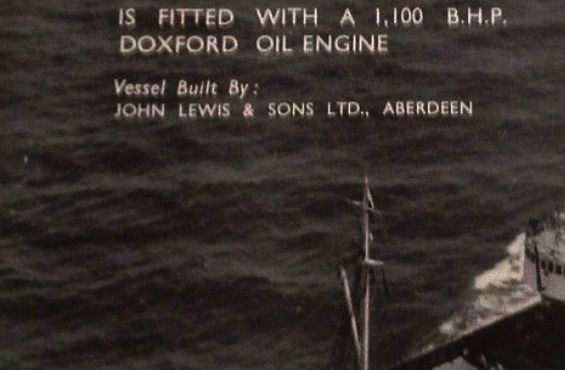 IS FITTED WITH A 1,100 B.H.P.
DOXFORD OIL ENGINE
Vessel Built By:
JOHN LEWIS & SONS LTD., ABERDEEN